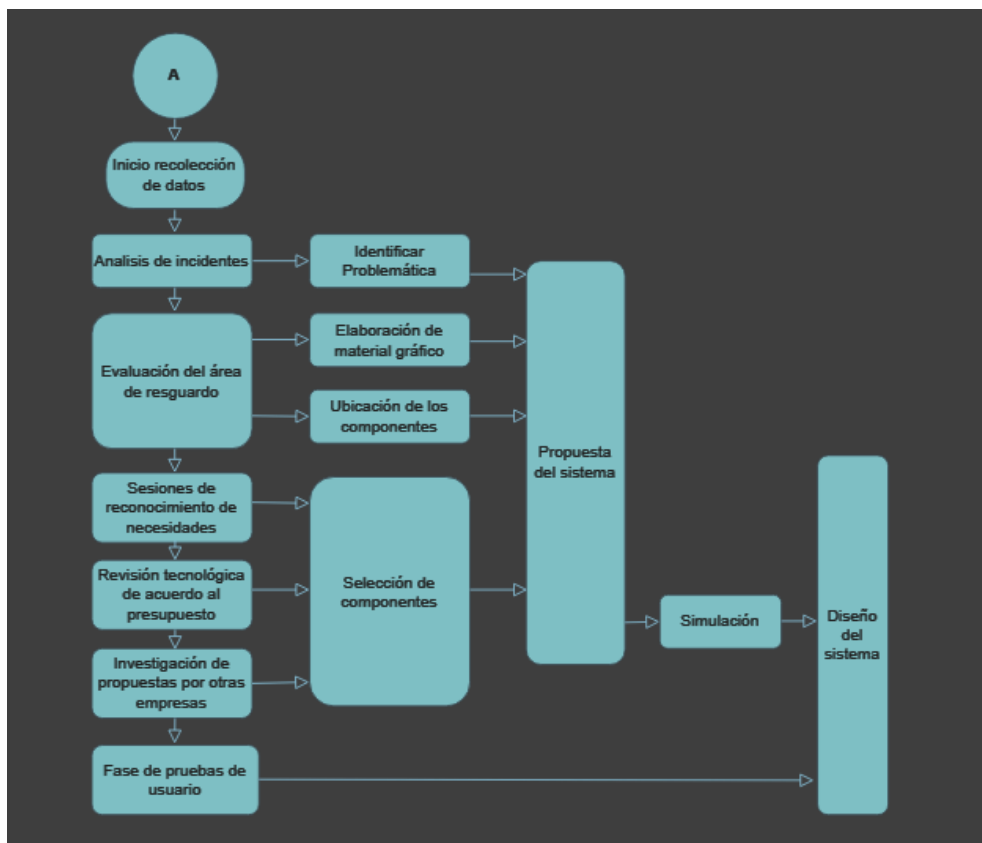 A
Inicio recolección
de datos
Analisis de incidentes
Identificar
Problemática
Evaluación del área
de resguardo
Elaboración de
material gráfico
Ubicación de los
componentes
Propuesta
del sistema
Sesiones de
reconocimiento de
necesidades
Revisión tecnológica
de acuerdo al
presupuesto
Investigación de
propuestas por otras
empresas
Selección de
componentes
Simulación
Diseño
del
sistema
Fase de pruebas de
usuario